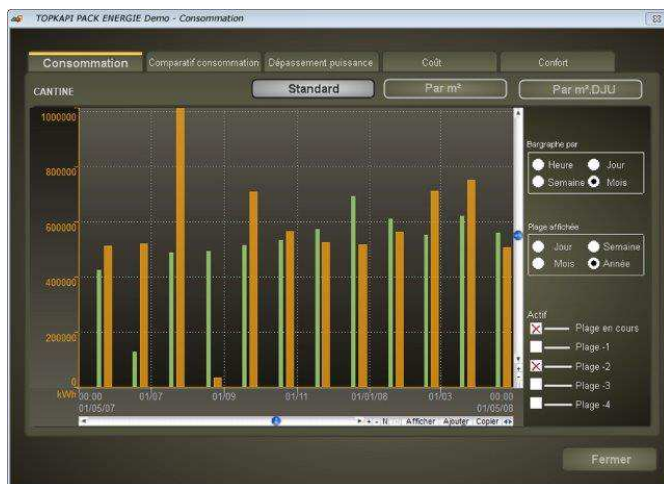 TOPKAPI PACK ENERGIE Demo - Consommation
Consommation Comparatif consommation Dépassement puissance Coût Confort
CANTINE Standard Par m² Par m²,DJU
1000000
800000
600000
400000
200000
0
kWh
00:00 01/07 01/09 01/11 01/01/08 01/03 00:00
01/05/07 01/05/08
N: Afficher Ajouter Copier
Bargraphe par
Heure Jour
Semaine Mois
Plage affichée
Jour Semaine
Mois Année
Actif
Plage en cours
Plage -1
Plage -2
Plage -3
Plage -4
Fermer